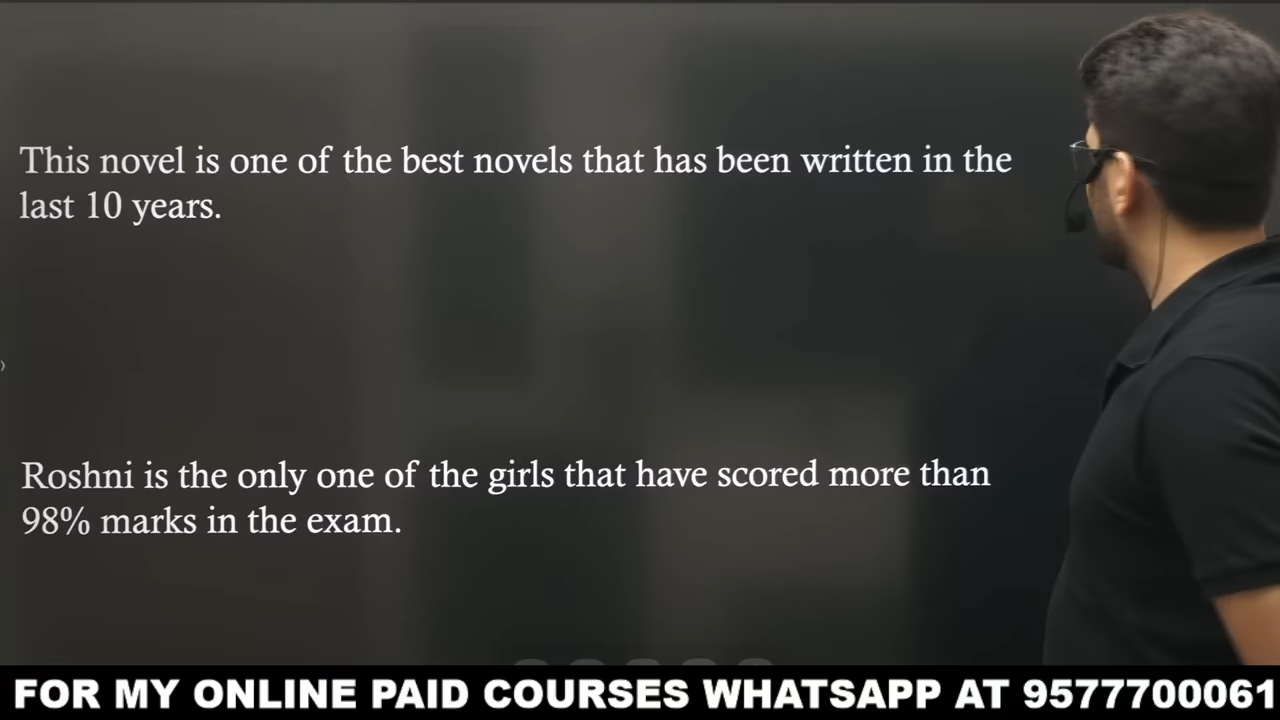 This novel is one of the best novels that has been written in the
last 10 years.
Roshni is the only one of the girls that have scored more than
98% marks in the exam.
FOR MY ONLINE PAID COURSES WHATSAPP AT 9577700061